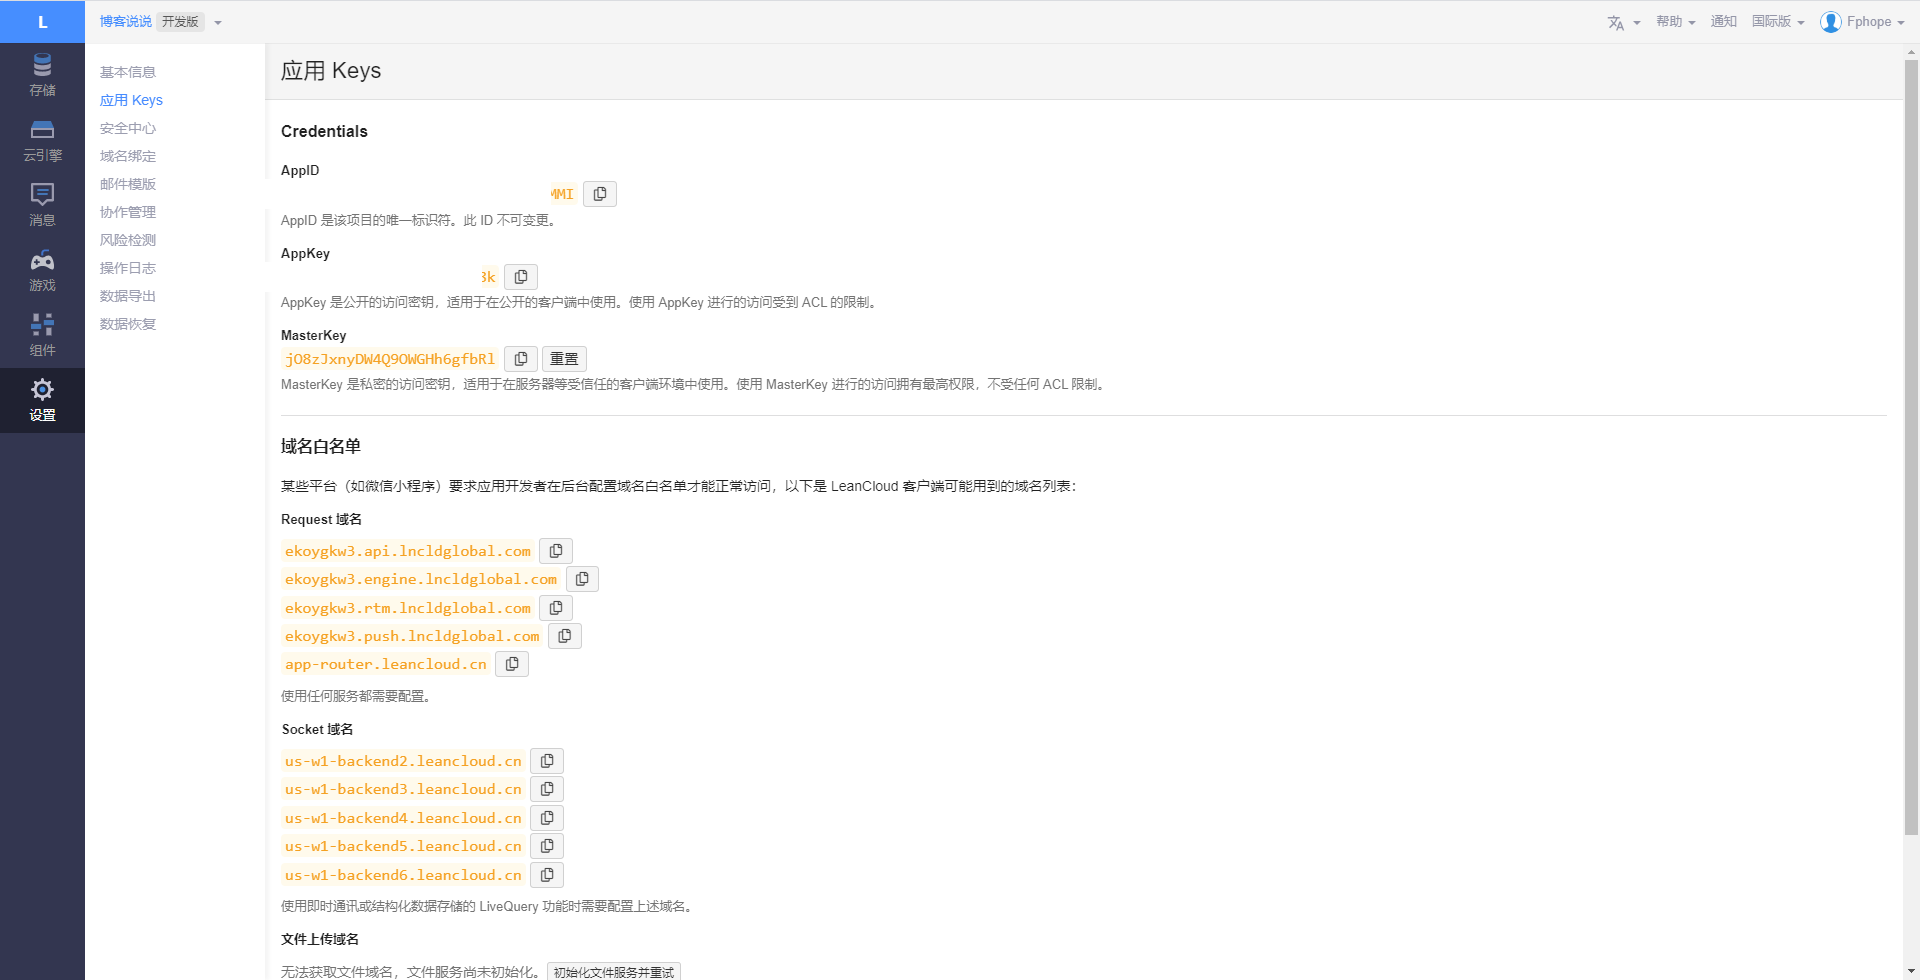 L
博客说说 开发版
帮助 通知 国际版 Fphope
存储
云引擎
消息
游戏
组件
设置
基本信息
应用 Keys
安全中心
域名绑定
邮件模版
协作管理
风险检测
操作日志
数据导出
数据恢复
应用 Keys
Credentials
AppID
MMI
AppID 是该项目的唯一标识符。此 ID 不可变更。
AppKey
3k
AppKey 是公开的访问密钥，适用于在公开的客户端中使用。使用 AppKey 进行的访问受到 ACL 的限制。
MasterKey
jO8zJxnyDW4Q9OWGHh6gfbRl 重置
MasterKey 是私密的访问密钥，适用于在服务器等受信任的客户端环境中使用。使用 MasterKey 进行的访问拥有最高权限，不受任何 ACL 限制。
域名白名单
某些平台（如微信小程序）要求应用开发者在后台配置域名白名单才能正常访问，以下是 LeanCloud 客户端可能用到的域名列表：
Request 域名
ekoygkw3.api.lncldglobal.com
ekoygkw3.engine.lncldglobal.com
ekoygkw3.rtm.lncldglobal.com
ekoygkw3.push.lncldglobal.com
app-router.leancloud.cn
使用任何服务都需要配置。
Socket 域名
us-w1-backend2.leancloud.cn
us-w1-backend3.leancloud.cn
us-w1-backend4.leancloud.cn
us-w1-backend5.leancloud.cn
us-w1-backend6.leancloud.cn
使用即时通讯或结构化数据存储的 LiveQuery 功能时需要配置上述域名。
文件上传域名
无法获取文件域名，文件服务尚未初始化。 初始化文件服务并重试